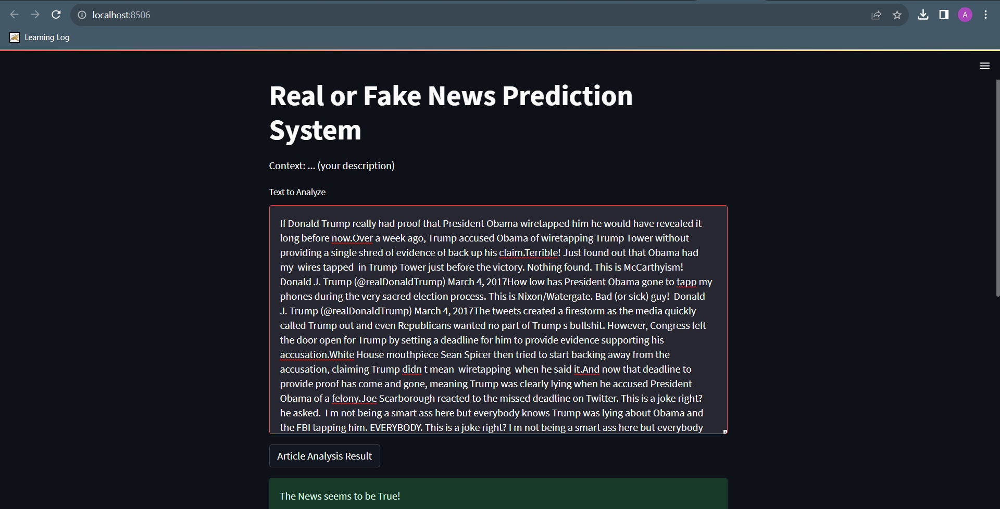 localhost:8506
A
Learning Log
Real or Fake News Prediction
System
Context: ... (your description)
Text to Analyze
If Donald Trump really had proof that President Obama wiretapped him he would have revealed it
long before now.Over a week ago, Trump accused Obama of wiretapping Trump Tower without
providing a single shred of evidence of back up his claim.Terrible! Just found out that Obama had
my  wires tapped  in Trump Tower just before the victory. Nothing found. This is McCarthyism!
Donald J. Trump (@realDonaldTrump) March 4, 2017How low has President Obama gone to tapp my
phones during the very sacred election process. This is Nixon/Watergate. Bad (or sick) guy!  Donald
J. Trump (@realDonaldTrump) March 4, 2017The tweets created a firestorm as the media quickly
called Trump out and even Republicans wanted no part of Trump s bullshit. However, Congress left
the door open for Trump by setting a deadline for him to provide evidence supporting his
accusation.White House mouthpiece Sean Spicer then tried to start backing away from the
accusation, claiming Trump didn t mean  wiretapping  when he said it.And now that deadline to
provide proof has come and gone, meaning Trump was clearly lying when he accused President
Obama of a felony.Joe Scarborough reacted to the missed deadline on Twitter. This is a joke right?
he asked.  I m not being a smart ass here but everybody knows Trump was lying about Obama and
the FBI tapping him. EVERYBODY. This is a joke right? I m not being a smart ass here but everybody
Article Analysis Result
The News seems to be True!